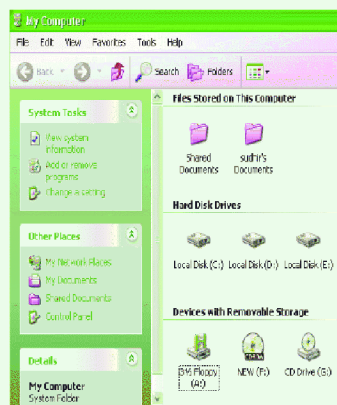 My Computer
File Edit View Favorites Tools Help
Back Search Folders
System Tasks
View system
information
Add or remove
programs
Change a setting
Other Places
My Network Places
My Documents
Shared Documents
Control Panel
Details
My Computer
System Folder
Files Stored on This Computer
Shared
Documents
sudhir's
Documents
Hard Disk Drives
Local Disk (C:) Local Disk (D:) Local Disk (E:)
Devices with Removable Storage
3½ Floppy
(A:)
NEW (F:)
CD Drive (G:)